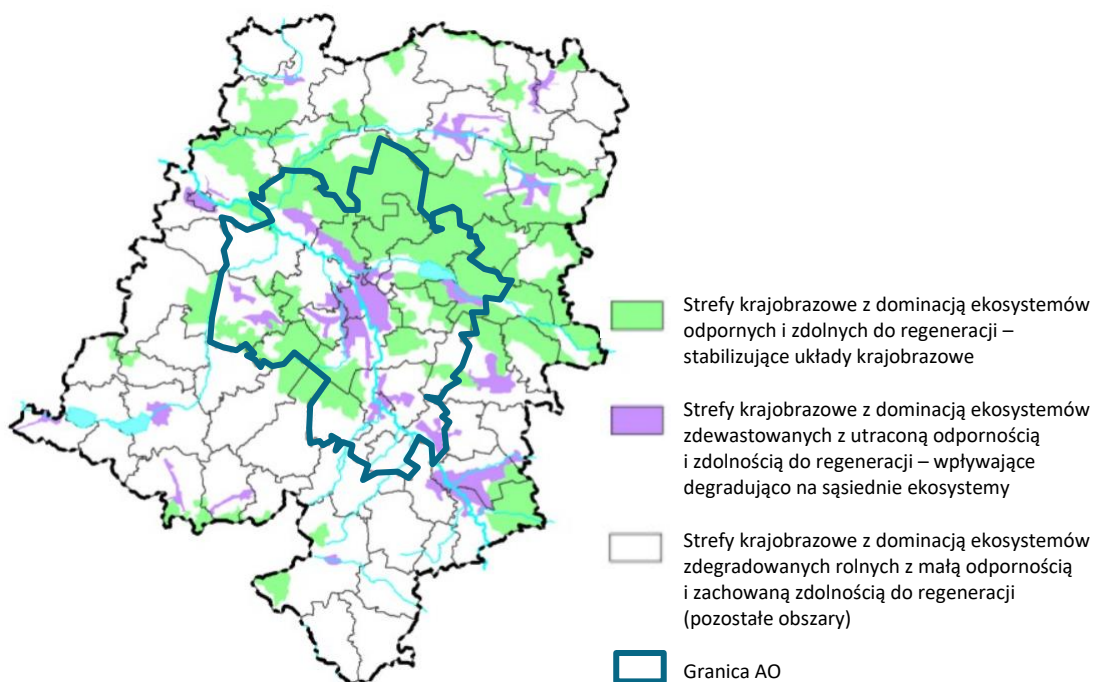 Strefy krajobrazowe z dominacją ekosystemów
odpornych i zdolnych do regeneracji –
stabilizujące układy krajobrazowe
Strefy krajobrazowe z dominacją ekosystemów
zdewastowanych z utraconą odpornością
i zdolnością do regeneracji – wpływające
degradująco na sąsiednie ekosystemy
Strefy krajobrazowe z dominacją ekosystemów
zdegradowanych rolnych z małą odpornością
i zachowaną zdolnością do regeneracji
(pozostałe obszary)
Granica AO